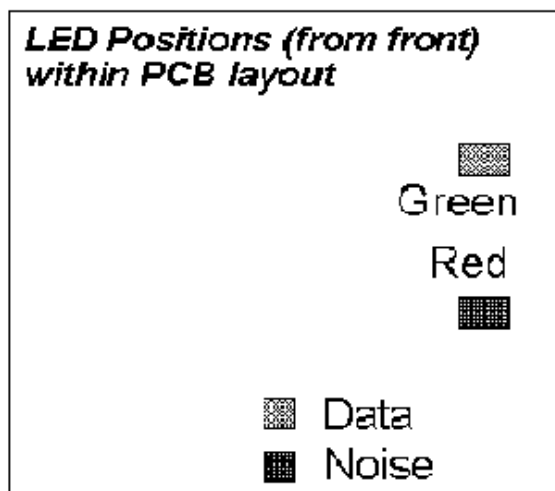 LED Positions (from front)
within PCB layout
Green
Red
Data
Noise